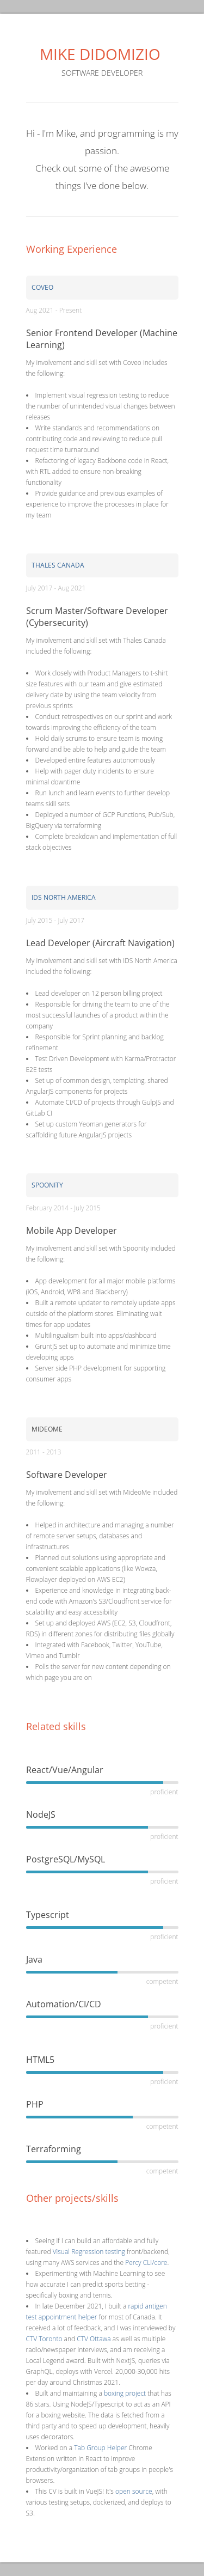 MIKE DIDOMIZIO
SOFTWARE DEVELOPER
Hi - I'm Mike, and programming is my
passion.
Check out some of the awesome
things I've done below.
Working Experience
COVEO
Aug 2021 - Present
Senior Frontend Developer (Machine
Learning)
My involvement and skill set with Coveo includes
the following:
• Implement visual regression testing to reduce
the number of unintended visual changes between
releases
• Write standards and recommendations on
contributing code and reviewing to reduce pull
request time turnaround
• Refactoring of legacy Backbone code in React,
with RTL added to ensure non-breaking
functionality
• Provide guidance and previous examples of
experience to improve the processes in place for
my team
THALES CANADA
July 2017 - Aug 2021
Scrum Master/Software Developer
(Cybersecurity)
My involvement and skill set with Thales Canada
included the following:
• Work closely with Product Managers to t-shirt
size features with our team and give estimated
delivery date by using the team velocity from
previous sprints
• Conduct retrospectives on our sprint and work
towards improving the efficiency of the team
• Hold daily scrums to ensure team is moving
forward and be able to help and guide the team
• Developed entire features autonomously
• Help with pager duty incidents to ensure
minimal downtime
• Run lunch and learn events to further develop
teams skill sets
• Deployed a number of GCP Functions, Pub/Sub,
BigQuery via terraforming
• Complete breakdown and implementation of full
stack objectives
IDS NORTH AMERICA
July 2015 - July 2017
Lead Developer (Aircraft Navigation)
My involvement and skill set with IDS North America
included the following:
• Lead developer on 12 person billing project
• Responsible for driving the team to one of the
most successful launches of a product within the
company
• Responsible for Sprint planning and backlog
refinement
• Test Driven Development with Karma/Protractor
E2E tests
• Set up of common design, templating, shared
AngularJS components for projects
• Automate CI/CD of projects through GulpJS and
GitLab CI
• Set up custom Yeoman generators for
scaffolding future AngularJS projects
SPOONITY
February 2014 - July 2015
Mobile App Developer
My involvement and skill set with Spoonity included
the following:
• App development for all major mobile platforms
(iOS, Android, WP8 and Blackberry)
• Built a remote updater to remotely update apps
outside of the platform stores. Eliminating wait
times for app updates
• Multilingualism built into apps/dashboard
• GruntJS set up to automate and minimize time
developing apps
• Server side PHP development for supporting
consumer apps
MIDEOME
2011 - 2013
Software Developer
My involvement and skill set with MideoMe included
the following:
• Helped in architecture and managing a number
of remote server setups, databases and
infrastructures
• Planned out solutions using appropriate and
convenient scalable applications (like Wowza,
Flowplayer deployed on AWS EC2)
• Experience and knowledge in integrating back-
end code with Amazon's S3/Cloudfront service for
scalability and easy accessibility
• Set up and deployed AWS (EC2, S3, Cloudfront,
RDS) in different zones for distributing files globally
• Integrated with Facebook, Twitter, YouTube,
Vimeo and Tumblr
• Polls the server for new content depending on
which page you are on
Related skills
React/Vue/Angular
proficient
NodeJS
proficient
PostgreSQL/MySQL
proficient
Typescript
proficient
Java
competent
Automation/CI/CD
proficient
HTML5
proficient
PHP
competent
Terraforming
competent
Other projects/skills
• Seeing if I can build an affordable and fully
featured Visual Regression testing front/backend,
using many AWS services and the Percy CLI/core.
• Experimenting with Machine Learning to see
how accurate I can predict sports betting -
specifically boxing and tennis.
• In late December 2021, I built a rapid antigen
test appointment helper for most of Canada. It
received a lot of feedback, and I was interviewed by
CTV Toronto and CTV Ottawa as well as multiple
radio/newspaper interviews, and am receiving a
Local Legend award. Built with NextJS, queries via
GraphQL, deploys with Vercel. 20,000-30,000 hits
per day around Christmas 2021.
• Built and maintaining a boxing project that has
86 stars. Using NodeJS/Typescript to act as an API
for a boxing website. The data is fetched from a
third party and to speed up development, heavily
uses decorators.
• Worked on a Tab Group Helper Chrome
Extension written in React to improve
productivity/organization of tab groups in people's
browsers.
• This CV is built in VueJS! It's open source, with
various testing setups, dockerized, and deploys to
S3.